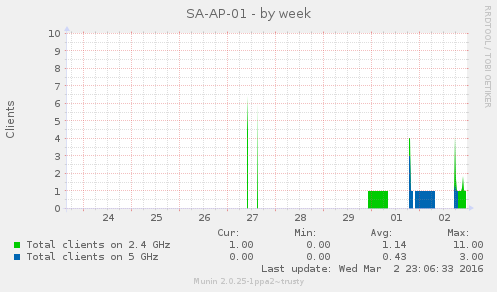 SA-AP-01 - by week
RRDTOOL / TOBI OETIKER
Clients
10
9
8
7
6
5
4
3
2
1
0
24 25 26 27 28 29 01 02
Cur: Min: Avg: Max:
Total clients on 2.4 GHz 1.00 0.00 1.14 11.00
Total clients on 5 GHz 0.00 0.00 0.43 3.00
Last update: Wed Mar 2 23:06:33 2016
Munin 2.0.25-1ppa2~trusty